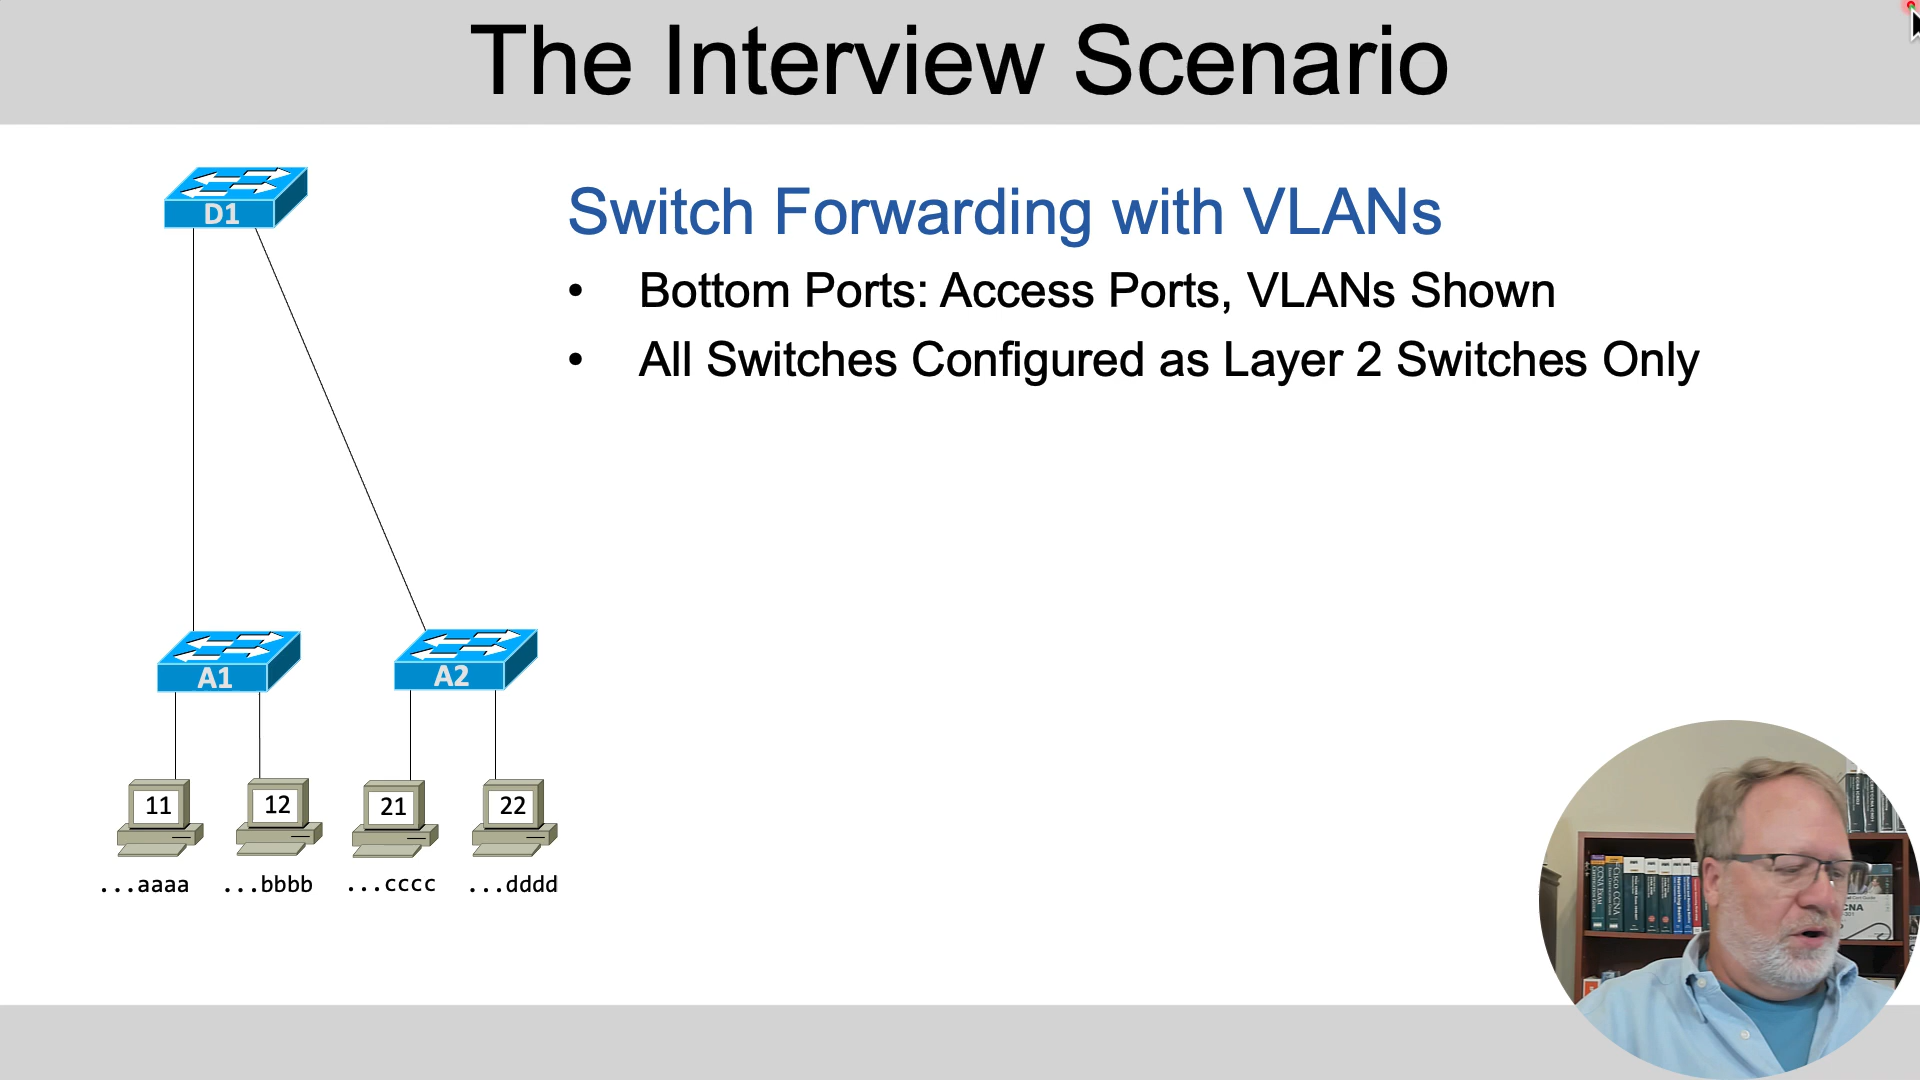 The Interview Scenario
D1
Switch Forwarding with VLANs
• Bottom Ports: Access Ports, VLANs Shown
• All Switches Configured as Layer 2 Switches Only
A1
A2
11
12
21
22
...aaaa
...bbbb
...cccc
...dddd
CCNA